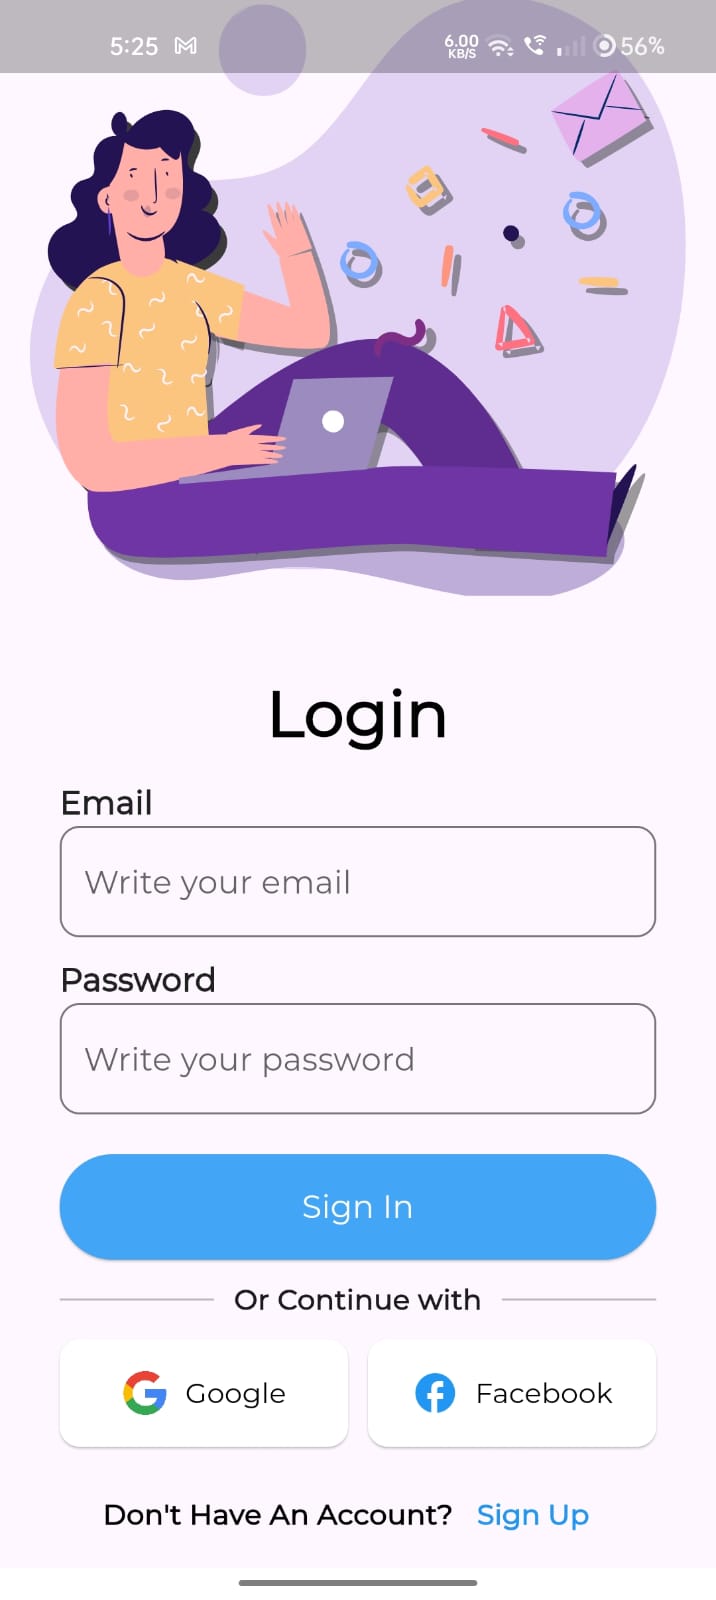 5:25 6.00 KB/S 56%
Login
Email
Write your email
Password
Write your password
Sign In
Or Continue with
Google Facebook
Don't Have An Account? Sign Up